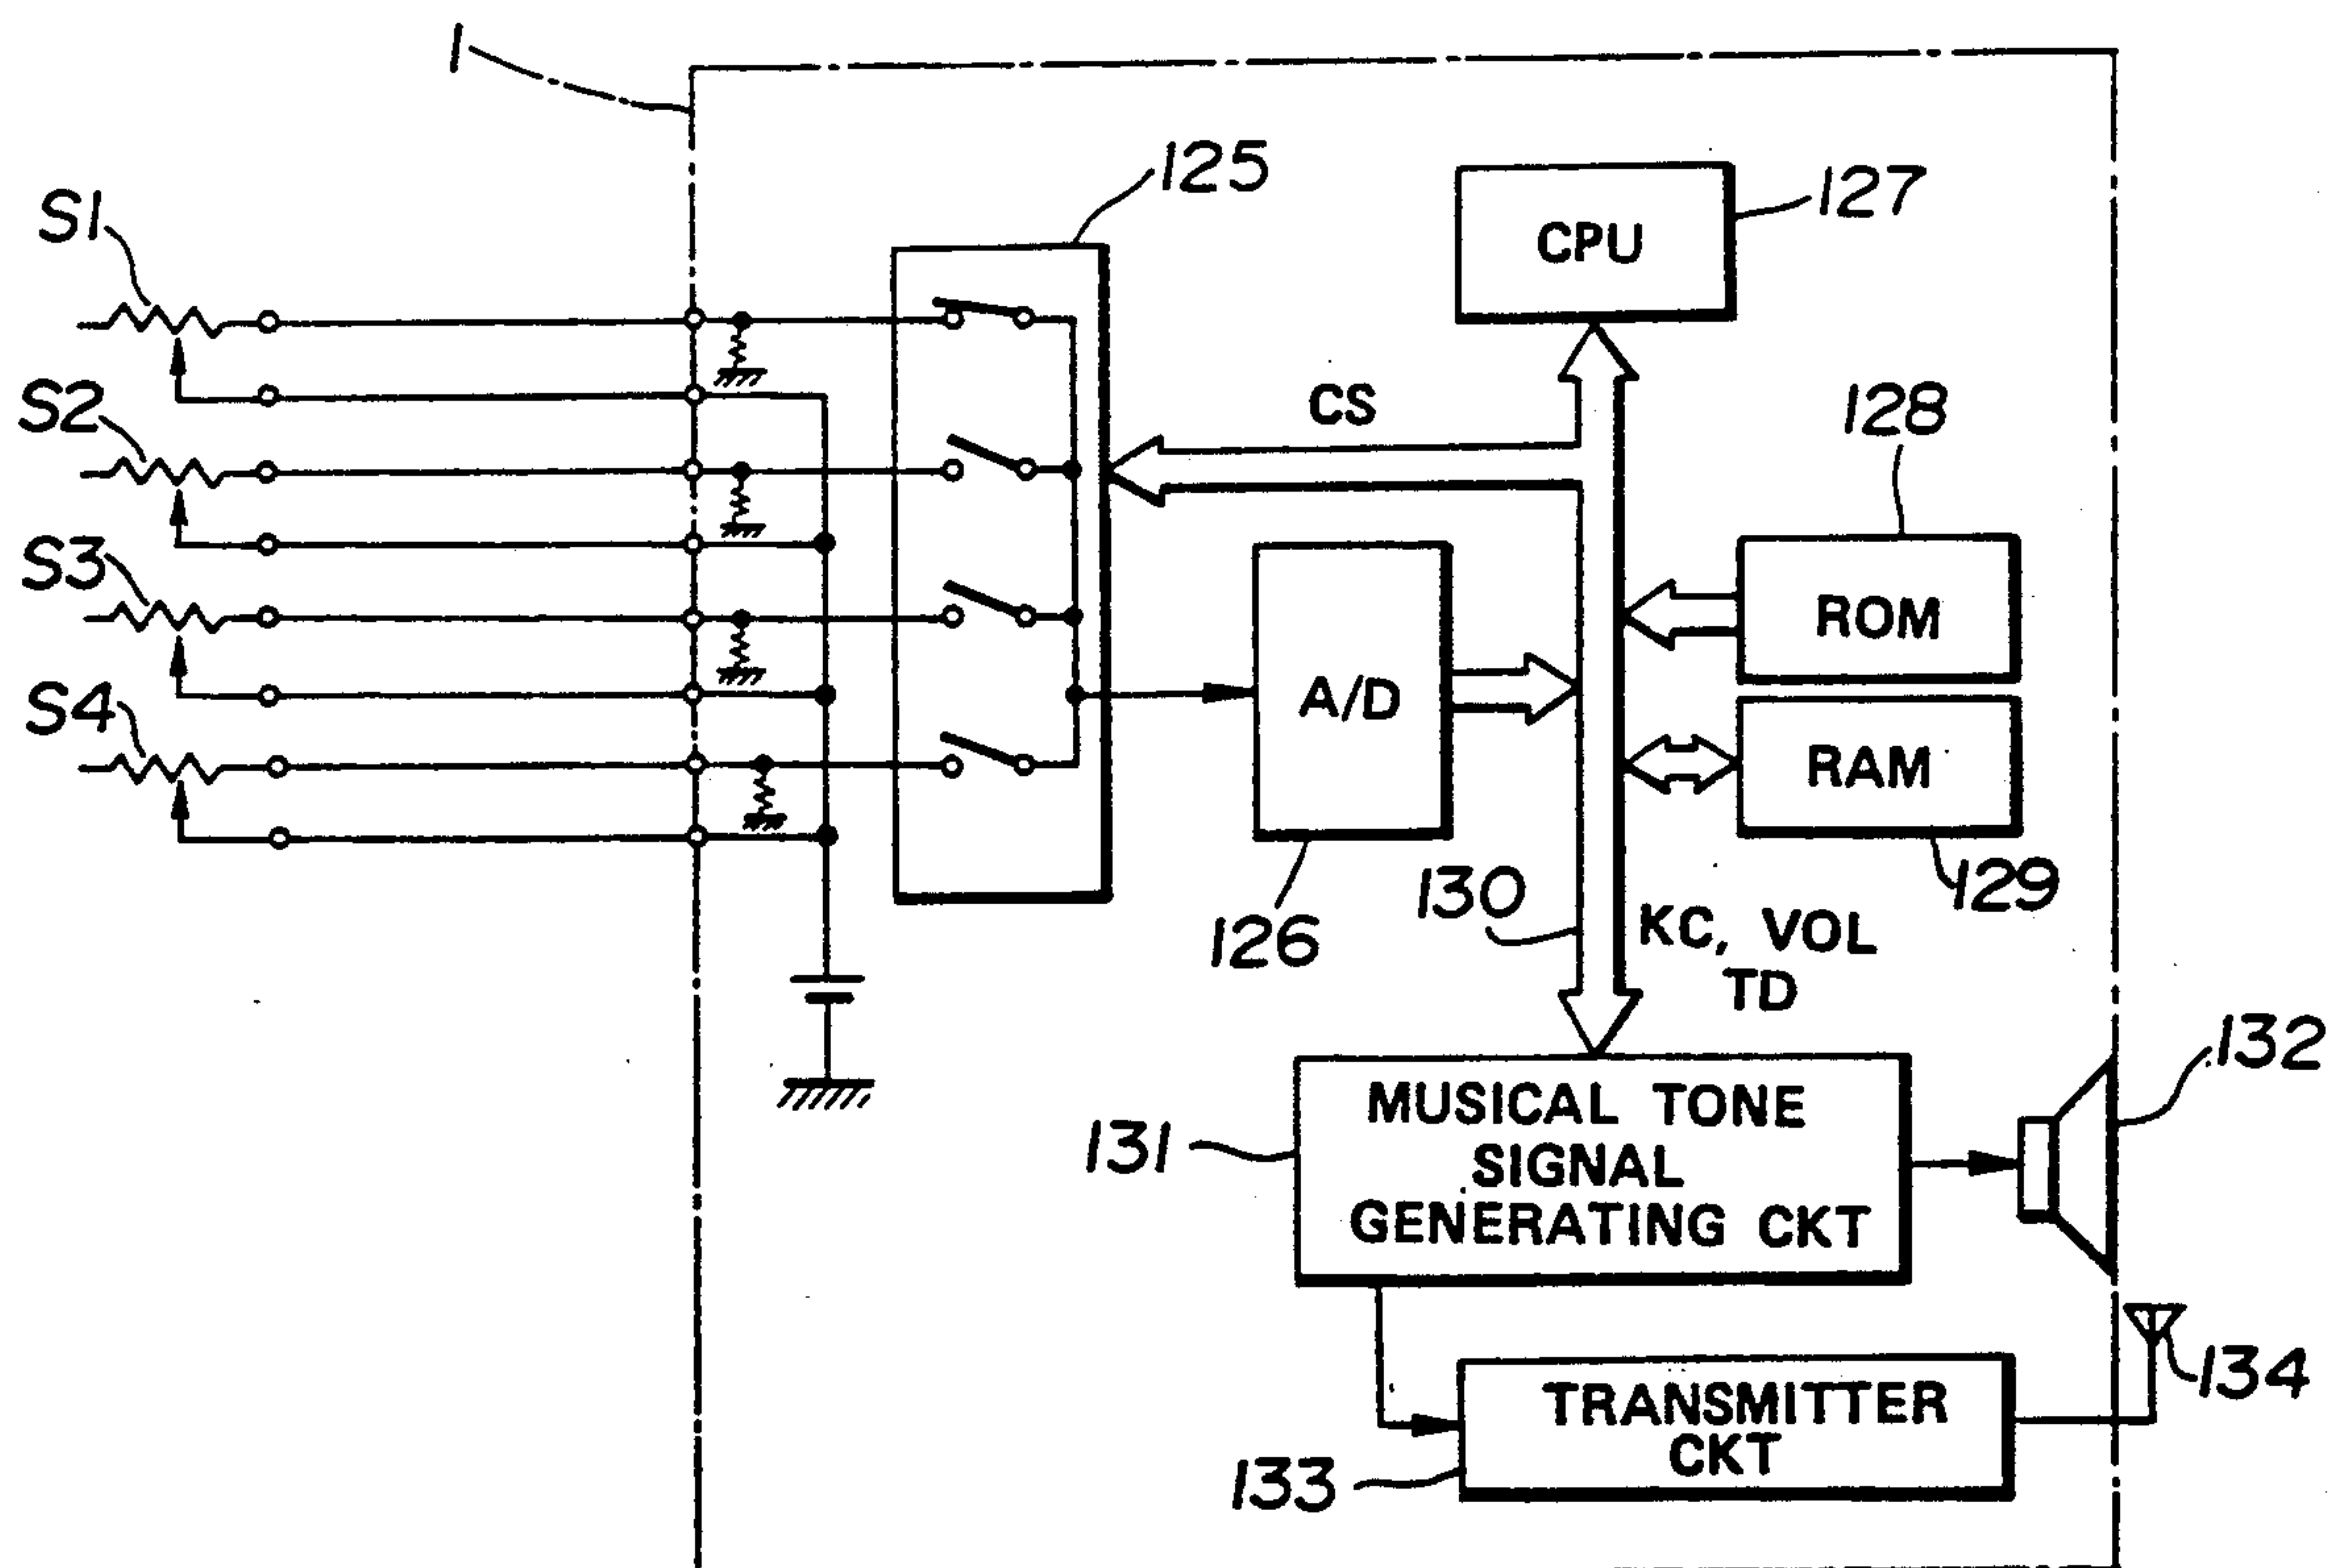 1
125
S1
127
CPU
S2
CS
128
S3
ROM
S4
A/D
RAM
130
129
126
KC, VOL
TD
132
131
MUSICAL TONE
SIGNAL
GENERATING CKT
134
TRANSMITTER
CKT
133